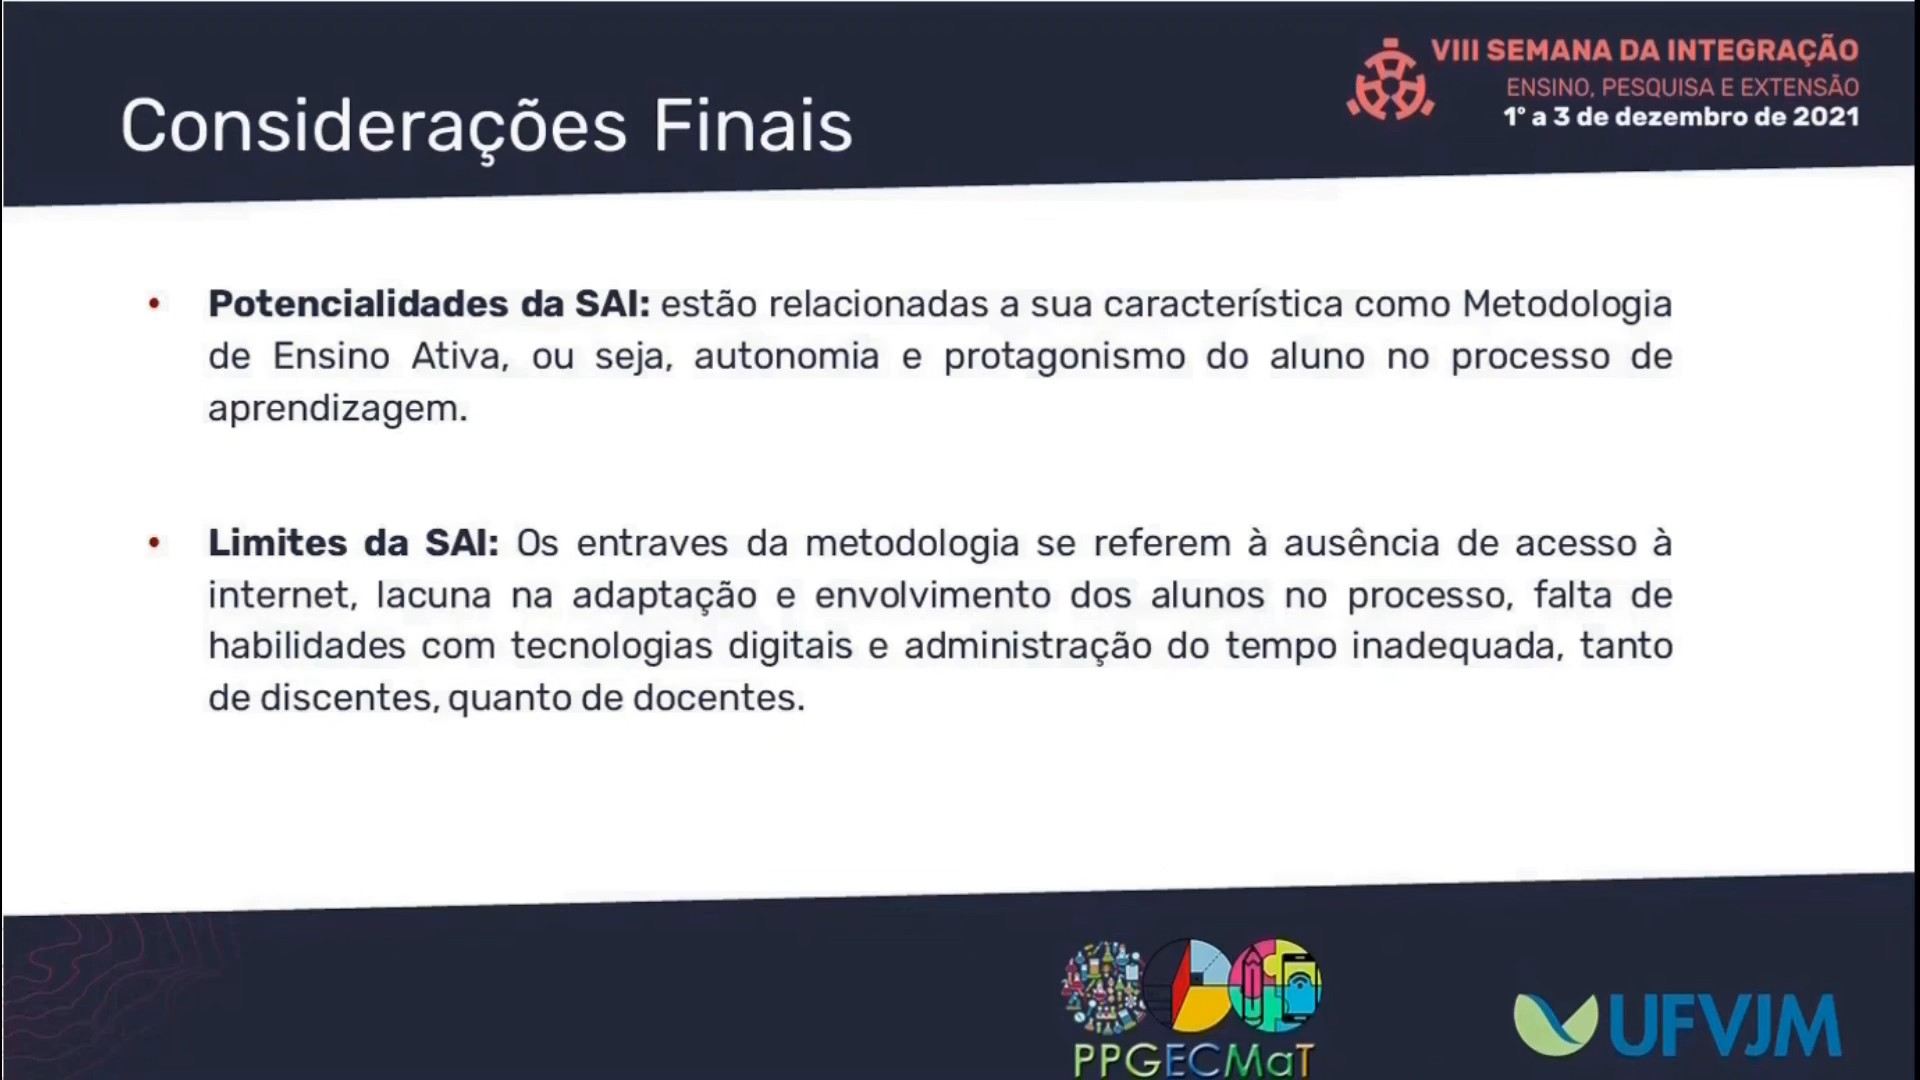 VIII SEMANA DA INTEGRAÇÃO
ENSINO, PESQUISA E EXTENSÃO
1º a 3 de dezembro de 2021
Considerações Finais
• Potencialidades da SAI: estão relacionadas a sua característica como Metodologia
de Ensino Ativa, ou seja, autonomia e protagonismo do aluno no processo de
aprendizagem.
• Limites da SAI: Os entraves da metodologia se referem à ausência de acesso à
internet, lacuna na adaptação e envolvimento dos alunos no processo, falta de
habilidades com tecnologias digitais e administração do tempo inadequada, tanto
de discentes, quanto de docentes.
PPGECMaT
UFVJM